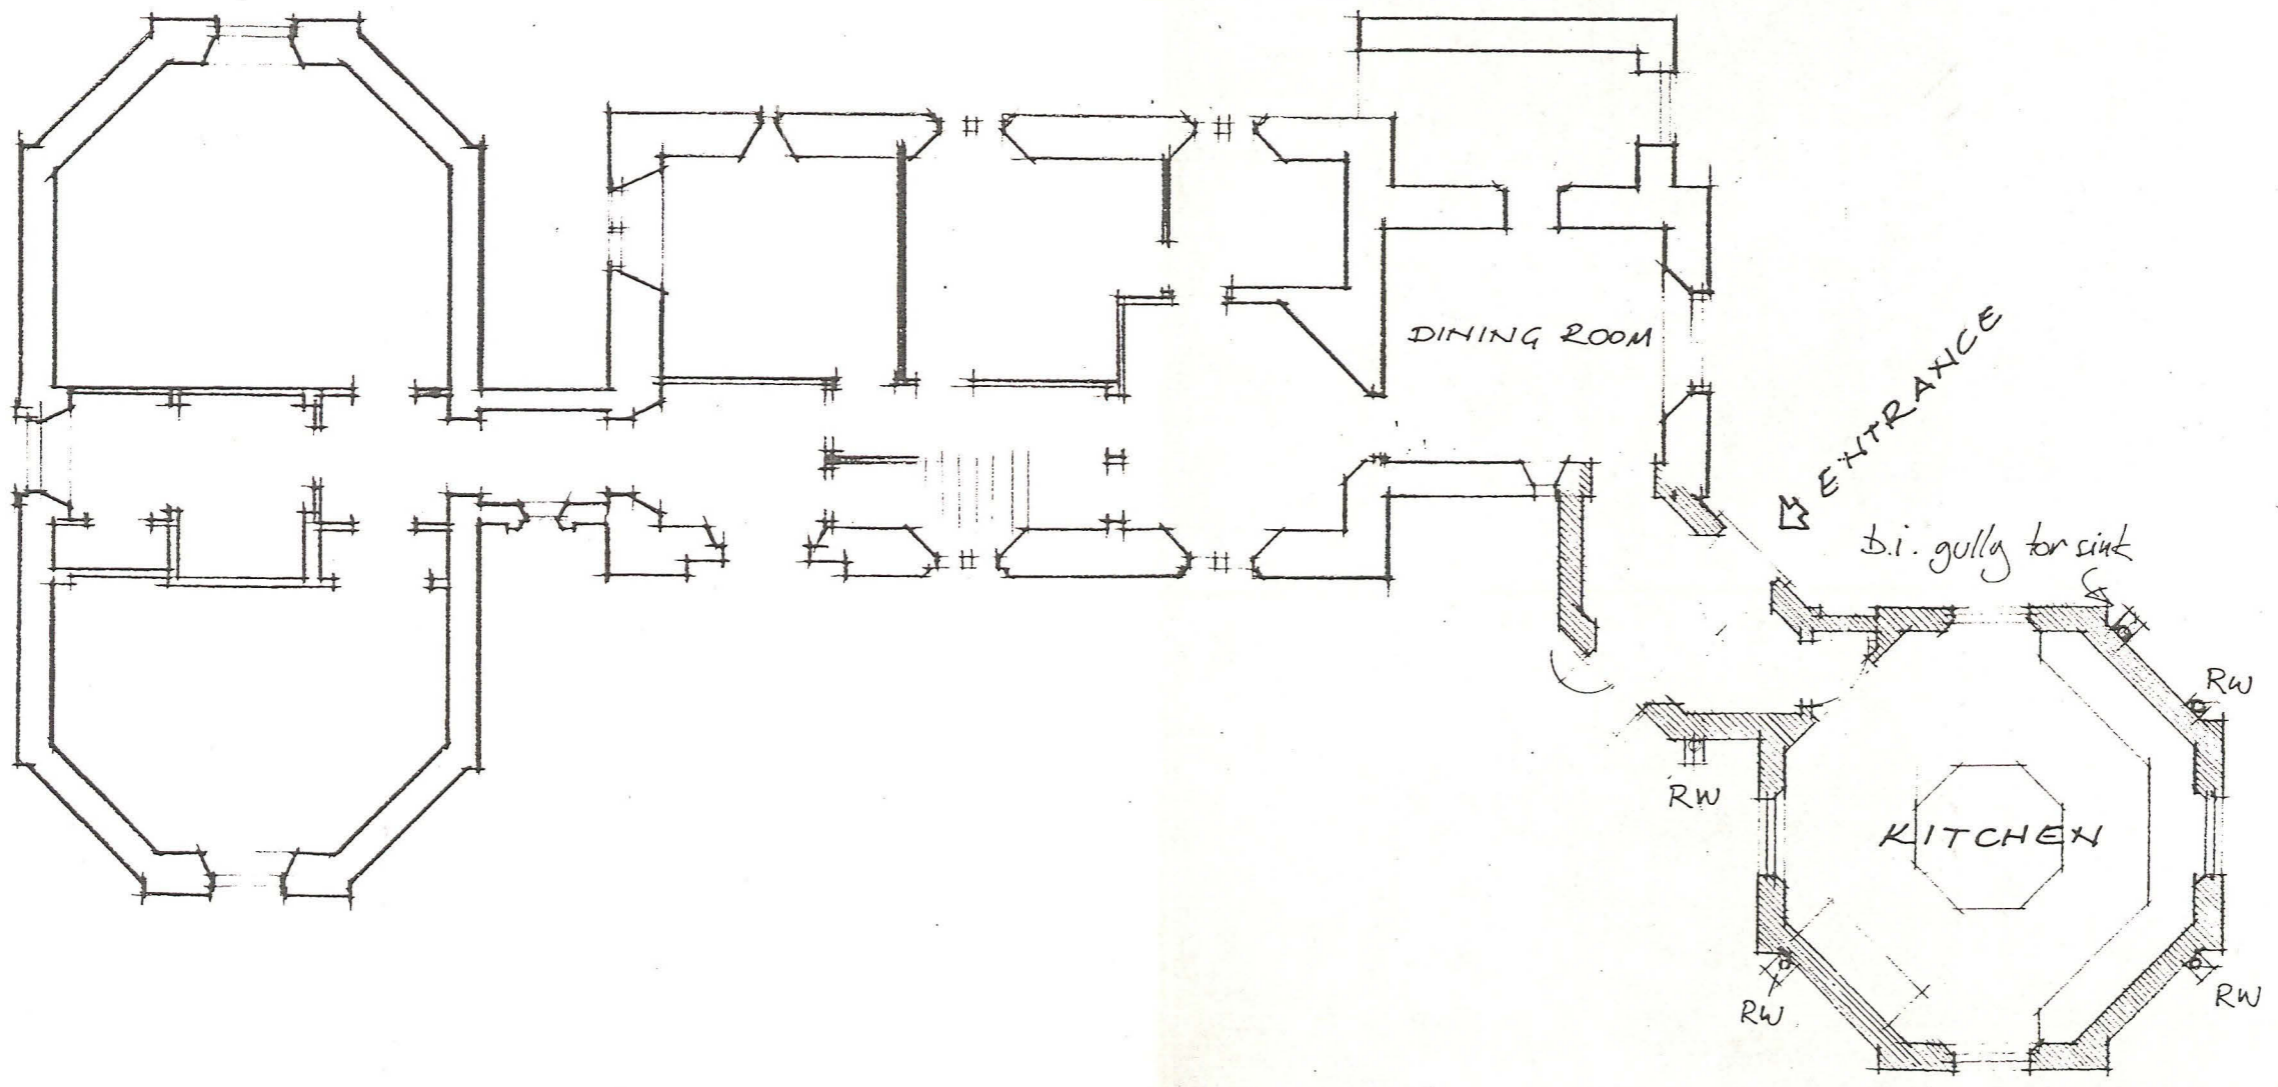 DINING ROOM
ENTRANCE
b.i. gully for sink
RW
RW
KITCHEN
RW
RW